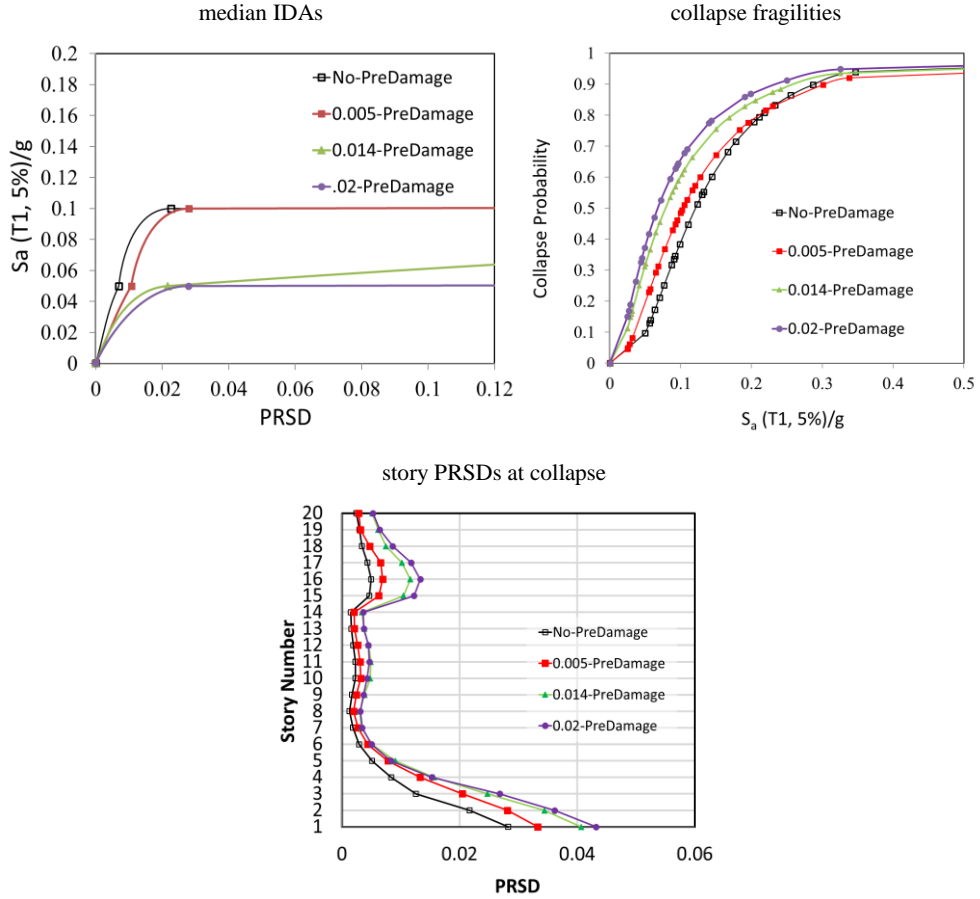 median IDAs
collapse fragilities
0.2
0.18
0.16
0.14
0.12
0.1
0.08
0.06
0.04
0.02
0
Sa (T1, 5%)/g
No-PreDamage
0.005-PreDamage
0.014-PreDamage
.02-PreDamage
0 0.02 0.04 0.06 0.08 0.1 0.12
PRSD
1
0.9
0.8
0.7
0.6
0.5
0.4
0.3
0.2
0.1
0
Collapse Probability
No-PreDamage
0.005-PreDamage
0.014-PreDamage
0.02-PreDamage
0 0.1 0.2 0.3 0.4 0.5
Sa (T1, 5%)/g
story PRSDs at collapse
20
19
18
17
16
15
14
13
12
11
10
9
8
7
6
5
4
3
2
1
Story Number
No-PreDamage
0.005-PreDamage
0.014-PreDamage
0.02-PreDamage
0 0.02 0.04 0.06
PRSD